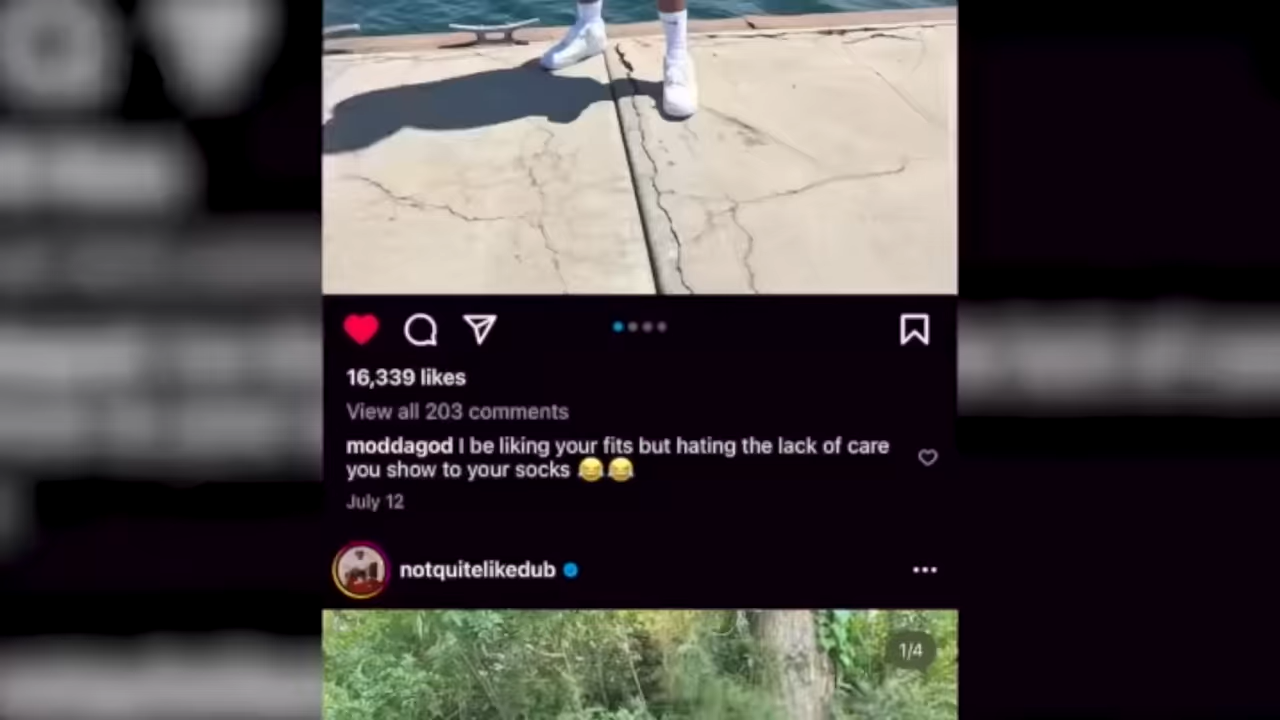 16,339 likes
View all 203 comments
moddagod I be liking your fits but hating the lack of care
you show to your socks 😂😂
July 12
notquitelikedub
1/4